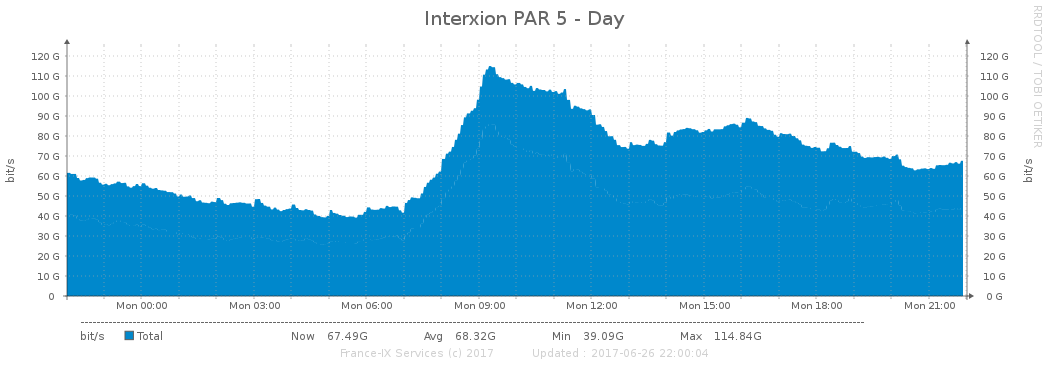 Interxion PAR 5 - Day
RRDTOOL / TOBI OETIKER
120 G 120 G
110 G 110 G
100 G 100 G
90 G 90 G
80 G 80 G
70 G 70 G
60 G 60 G
50 G 50 G
40 G 40 G
30 G 30 G
20 G 20 G
10 G 10 G
0 0 G
bit/s bit/s
Mon 00:00 Mon 03:00 Mon 06:00 Mon 09:00 Mon 12:00 Mon 15:00 Mon 18:00 Mon 21:00
bit/s Total Now 67.49G Avg 68.32G Min 39.09G Max 114.84G
France-IX Services (c) 2017 Updated : 2017-06-26 22:00:04